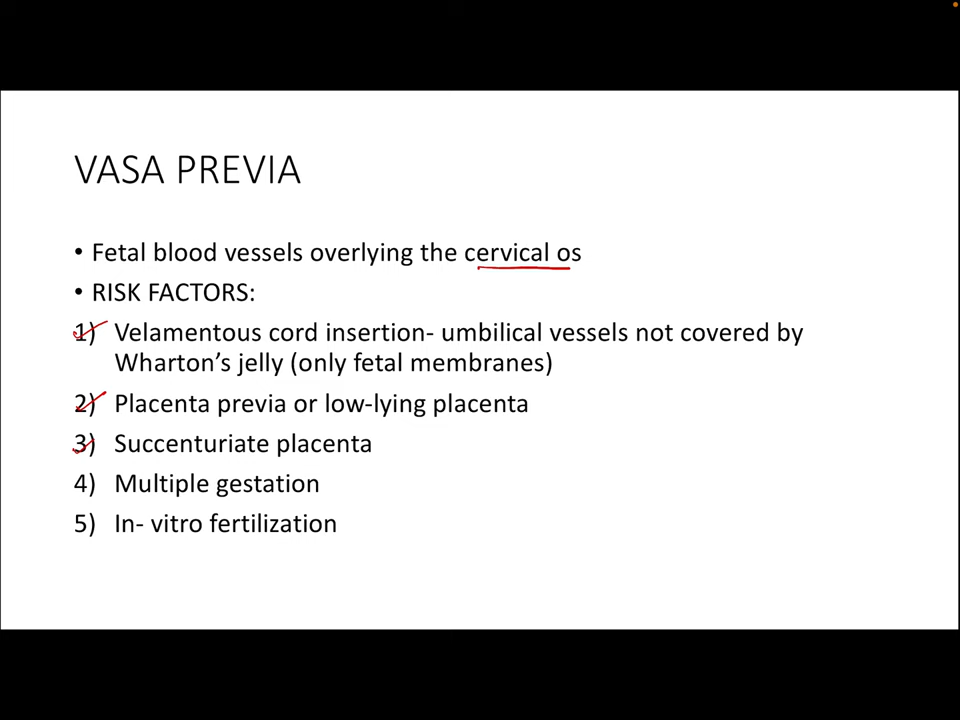 VASA PREVIA
• Fetal blood vessels overlying the cervical os
• RISK FACTORS:
1) Velamentous cord insertion- umbilical vessels not covered by
Wharton's jelly (only fetal membranes)
2) Placenta previa or low-lying placenta
3) Succenturiate placenta
4) Multiple gestation
5) In- vitro fertilization